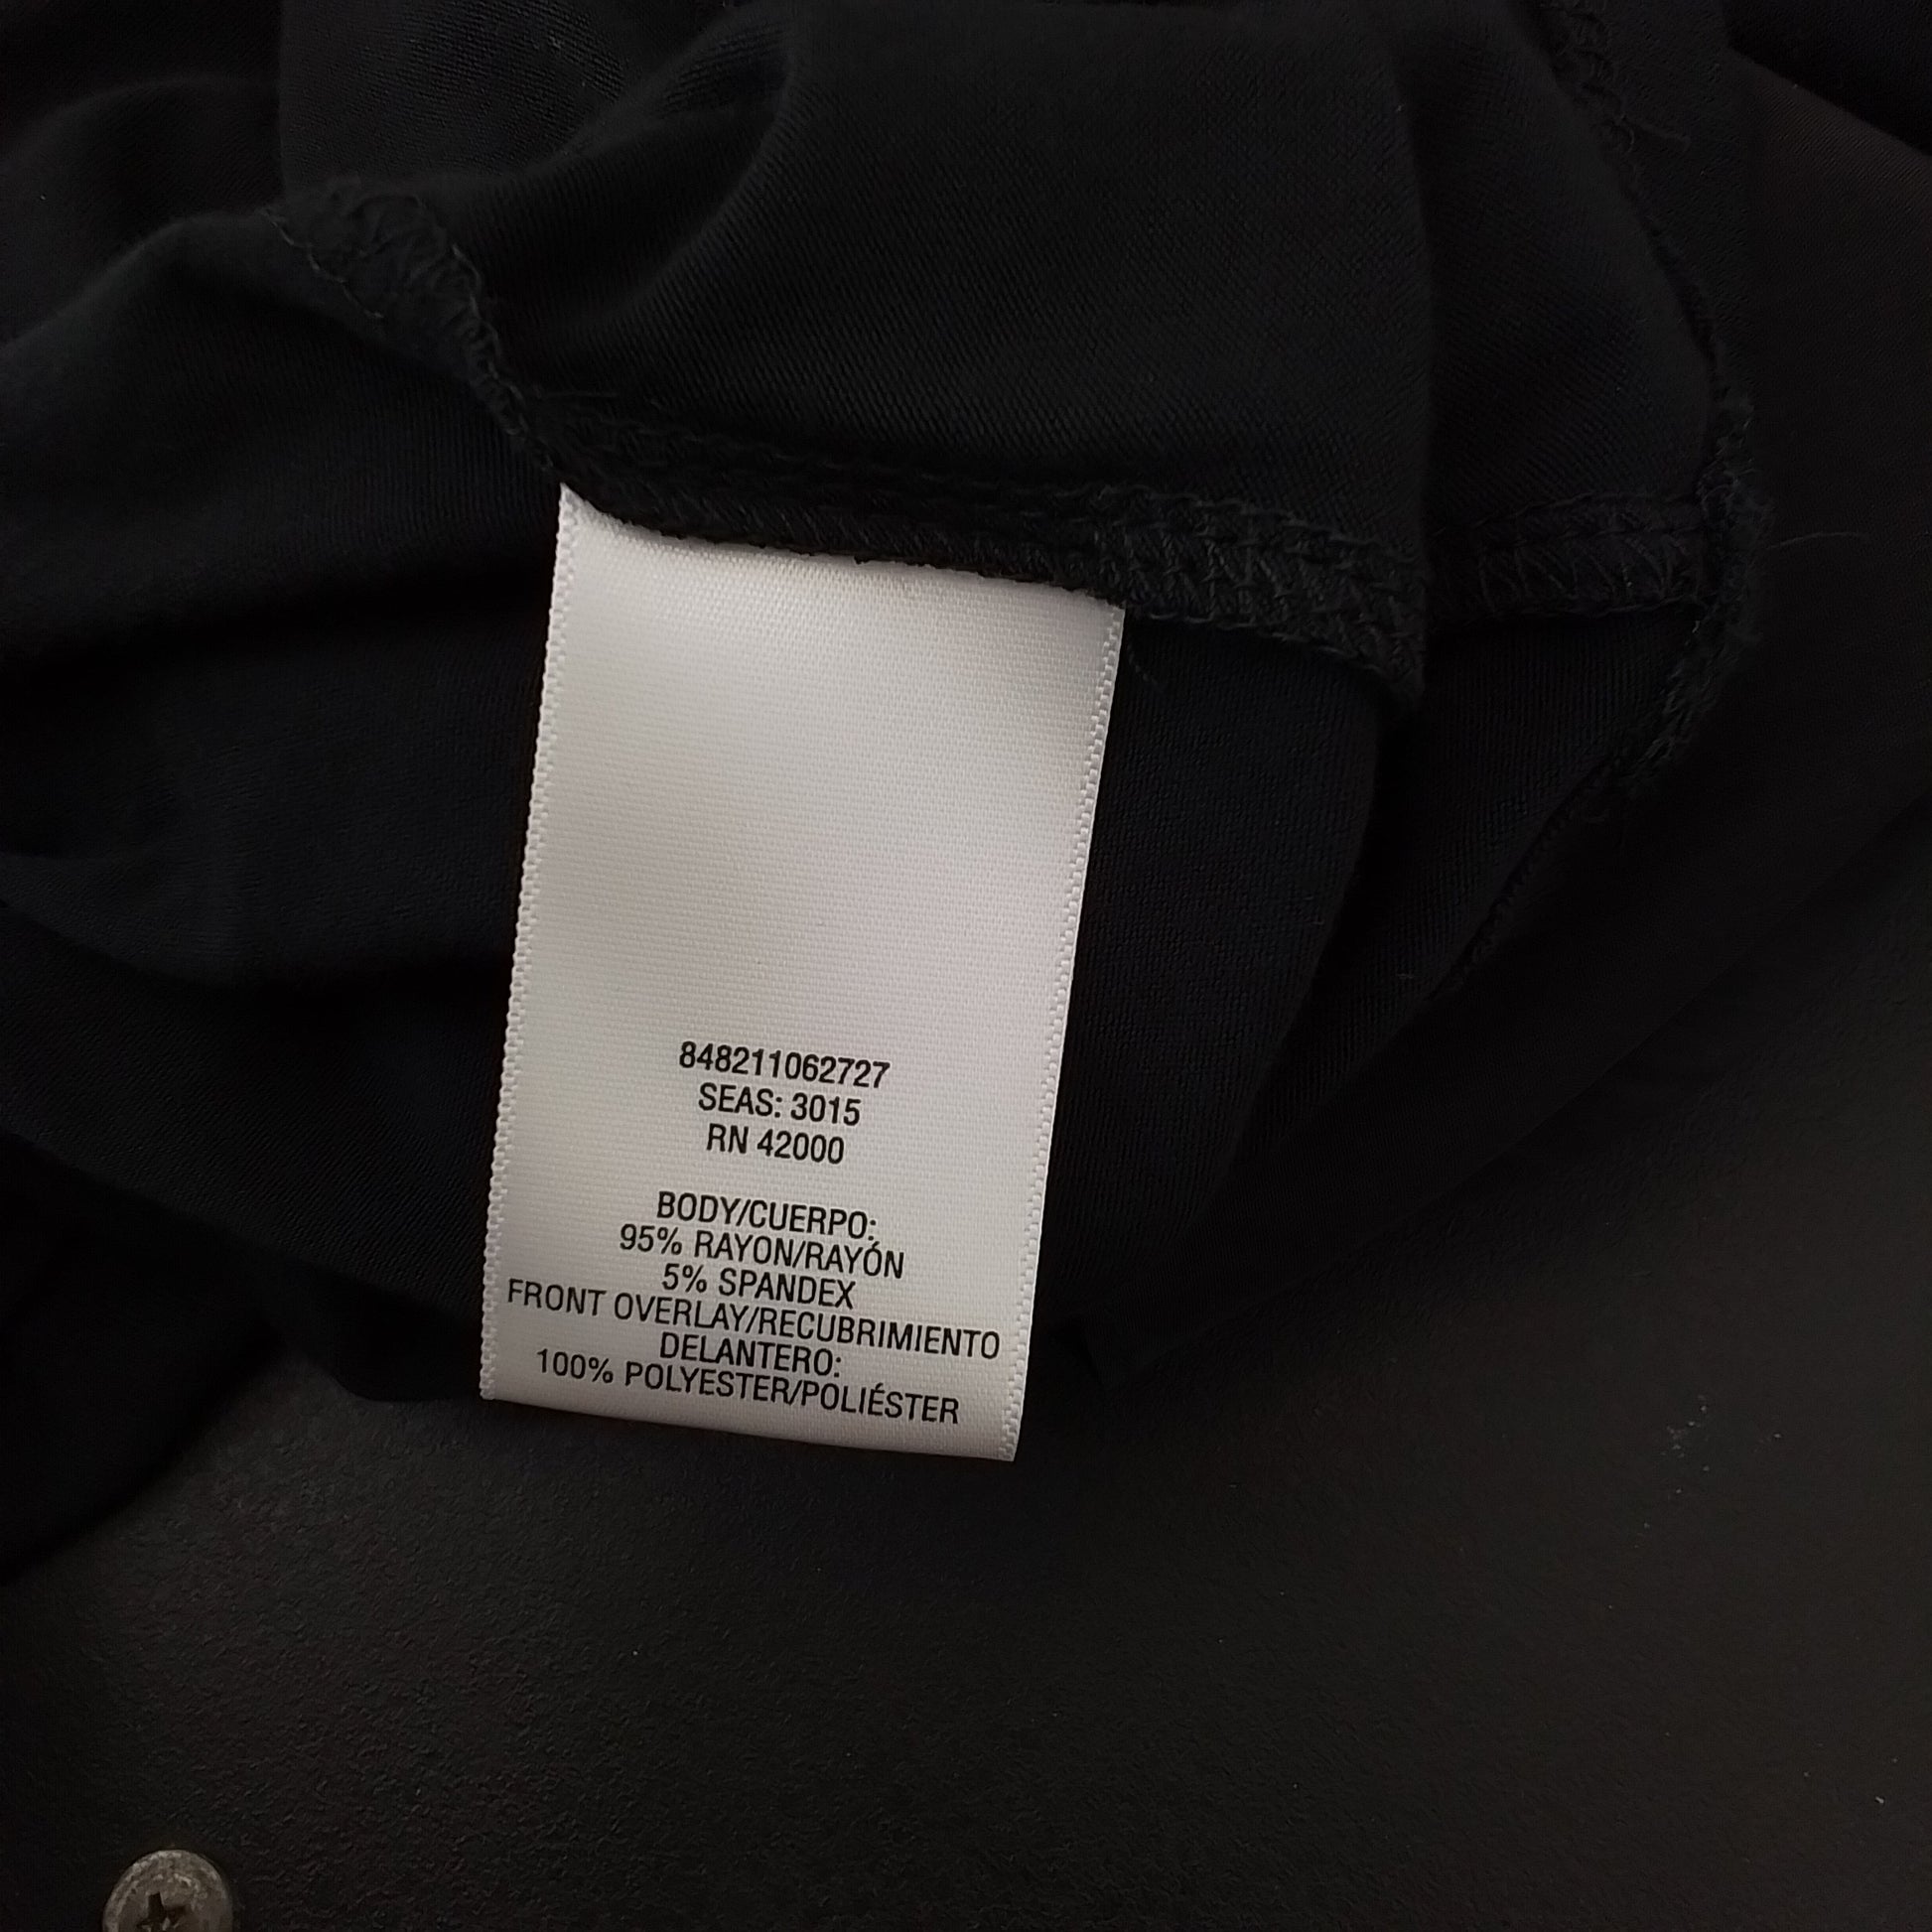 848211062727
SEAS: 3015
RN 42000
BODY/CUERPO:
95% RAYON/RAYÓN
5% SPANDEX
FRONT OVERLAY/RECUBRIMIENTO
DELANTERO:
100% POLYESTER/POLIÉSTER